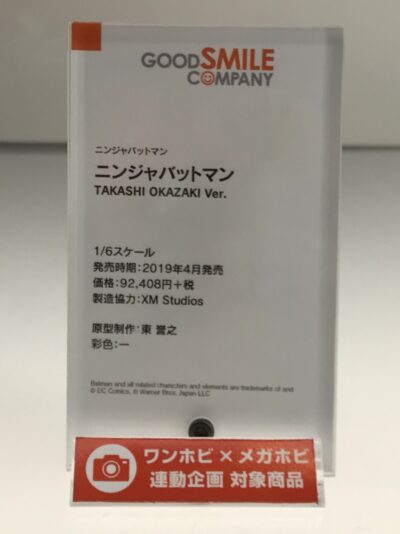 GOODSMILE
COMPANY
ニンジャバットマン
ニンジャバットマン
TAKASHI OKAZAKI Ver.
1/6スケール
発売時期：2019年4月発売
価格：92,408円＋税
製造協力：XM Studios
原型制作：東 誉之
彩色：―
Batman and all related characters and elements are trademarks of and
© DC Comics. © Warner Bros. Japan LLC
ワンホビ×メガホビ
連動企画 対象商品